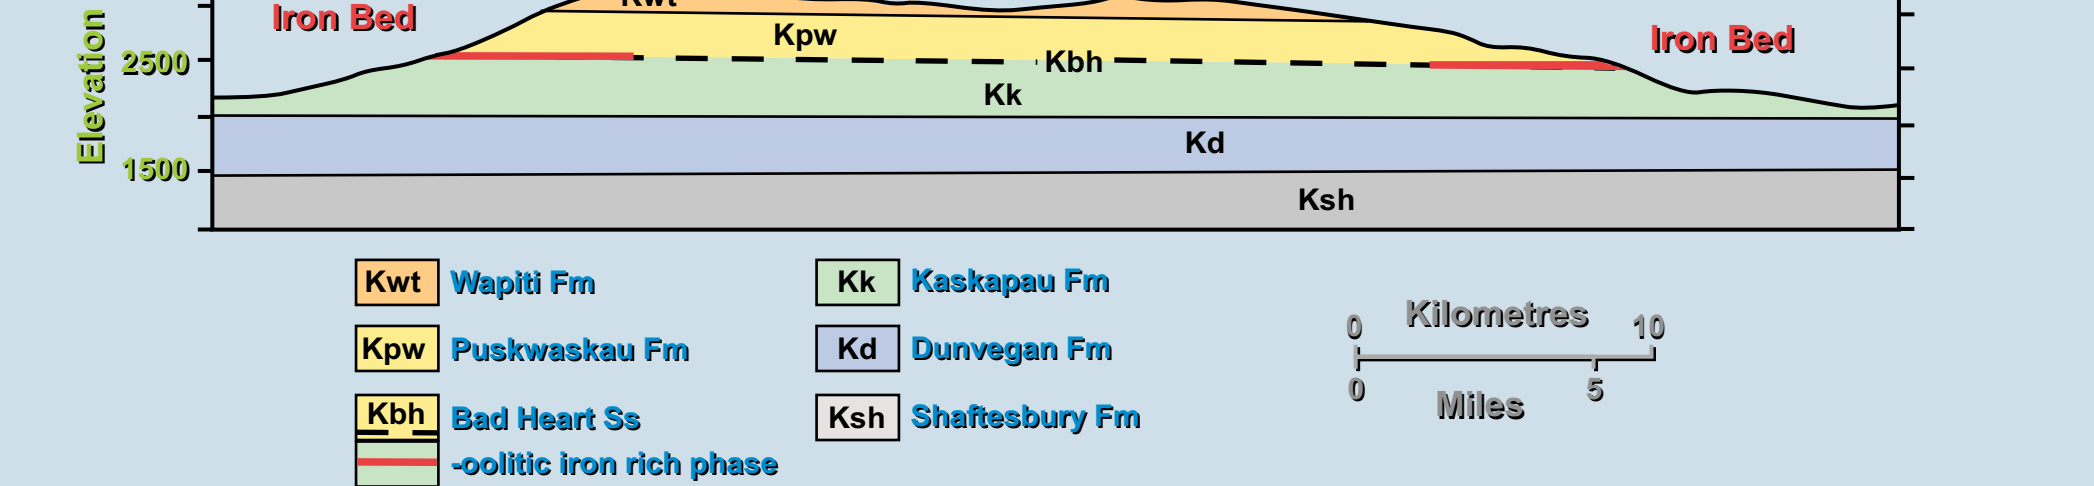 Kwt
Iron Bed
Iron Bed
Kpw
Elevation
2500
Kbh
Kk
Kd
1500
Ksh
Kwt Wapiti Fm
Kk Kaskapau Fm
Kpw Puskwaskau Fm
Kd Dunvegan Fm
Kbh Bad Heart Ss
Ksh Shaftesbury Fm
-oolitic iron rich phase
Kilometres
0 10
0 5
Miles